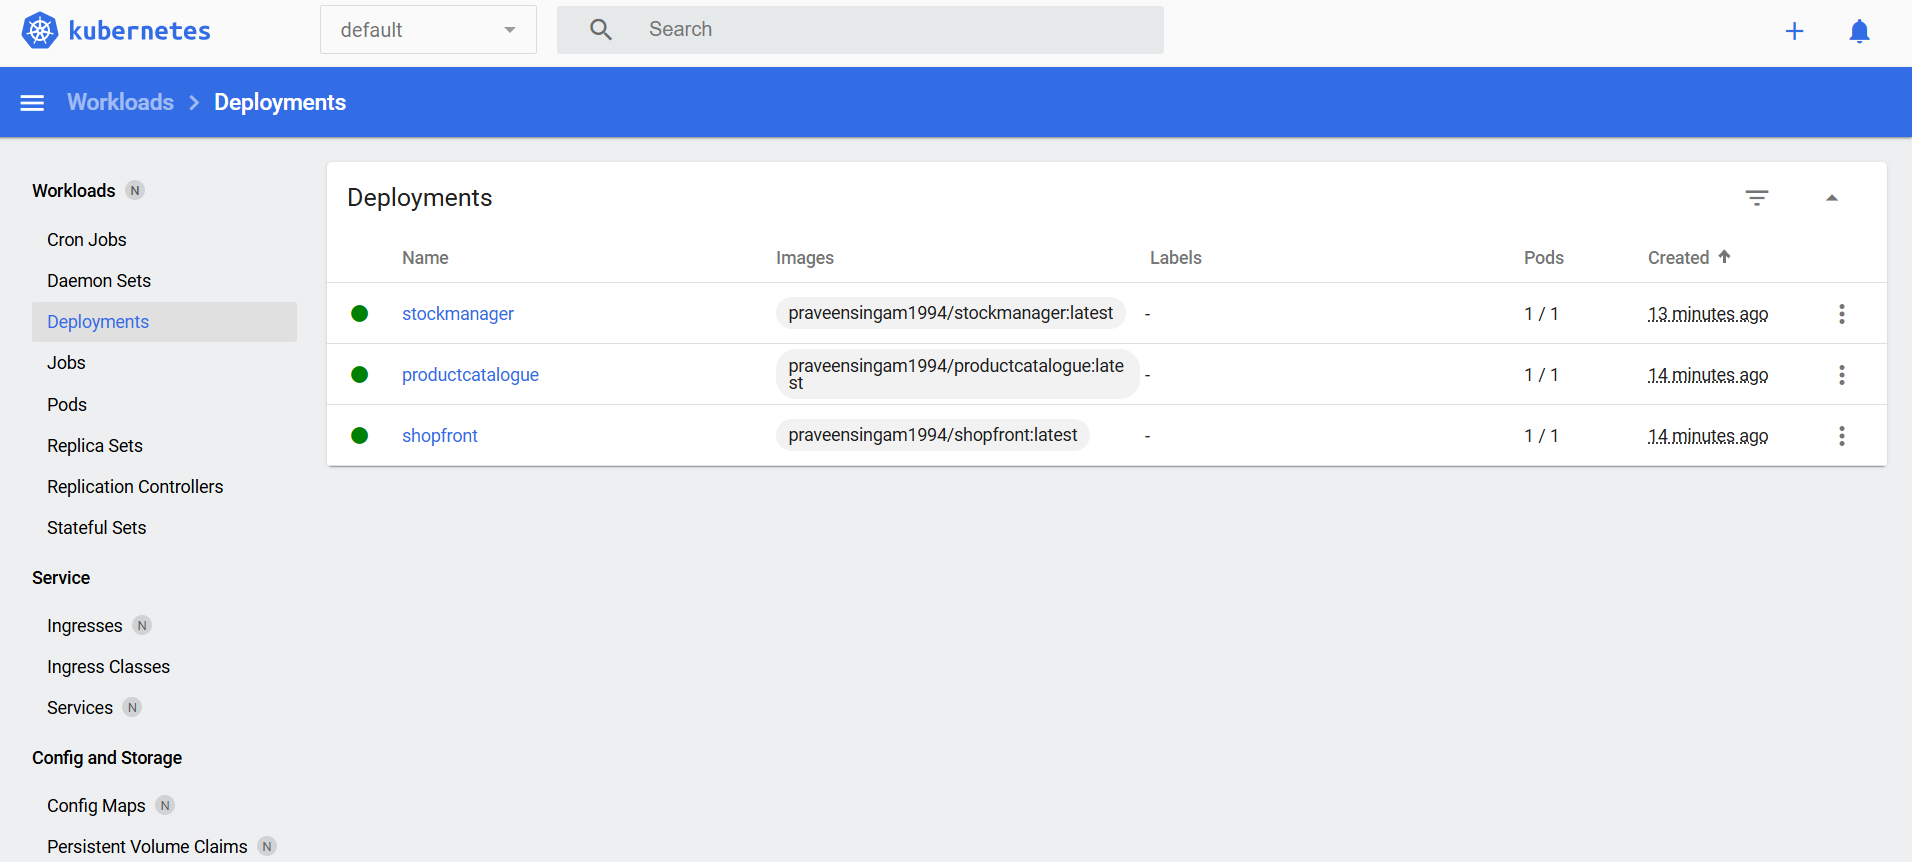 kubernetes
default
Search
Workloads
Deployments
Workloads N
Cron Jobs
Daemon Sets
Deployments
Jobs
Pods
Replica Sets
Replication Controllers
Stateful Sets
Service
Ingresses N
Ingress Classes
Services N
Config and Storage
Config Maps N
Persistent Volume Claims N
Deployments
Name Images Labels Pods Created
stockmanager praveensingam1994/stockmanager:latest - 1 / 1 13 minutes ago
productcatalogue praveensingam1994/productcatalogue:late - 1 / 1 14 minutes ago
st
shopfront praveensingam1994/shopfront:latest - 1 / 1 14 minutes ago